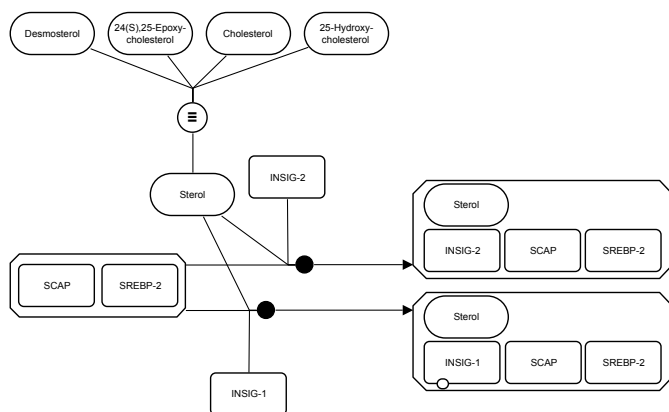 Desmosterol
24(S),25-Epoxy-
cholesterol
Cholesterol
25-Hydroxy-
cholesterol
≡
Sterol
INSIG-2
Sterol
INSIG-2
SCAP
SREBP-2
SCAP
SREBP-2
Sterol
INSIG-1
SCAP
SREBP-2
INSIG-1